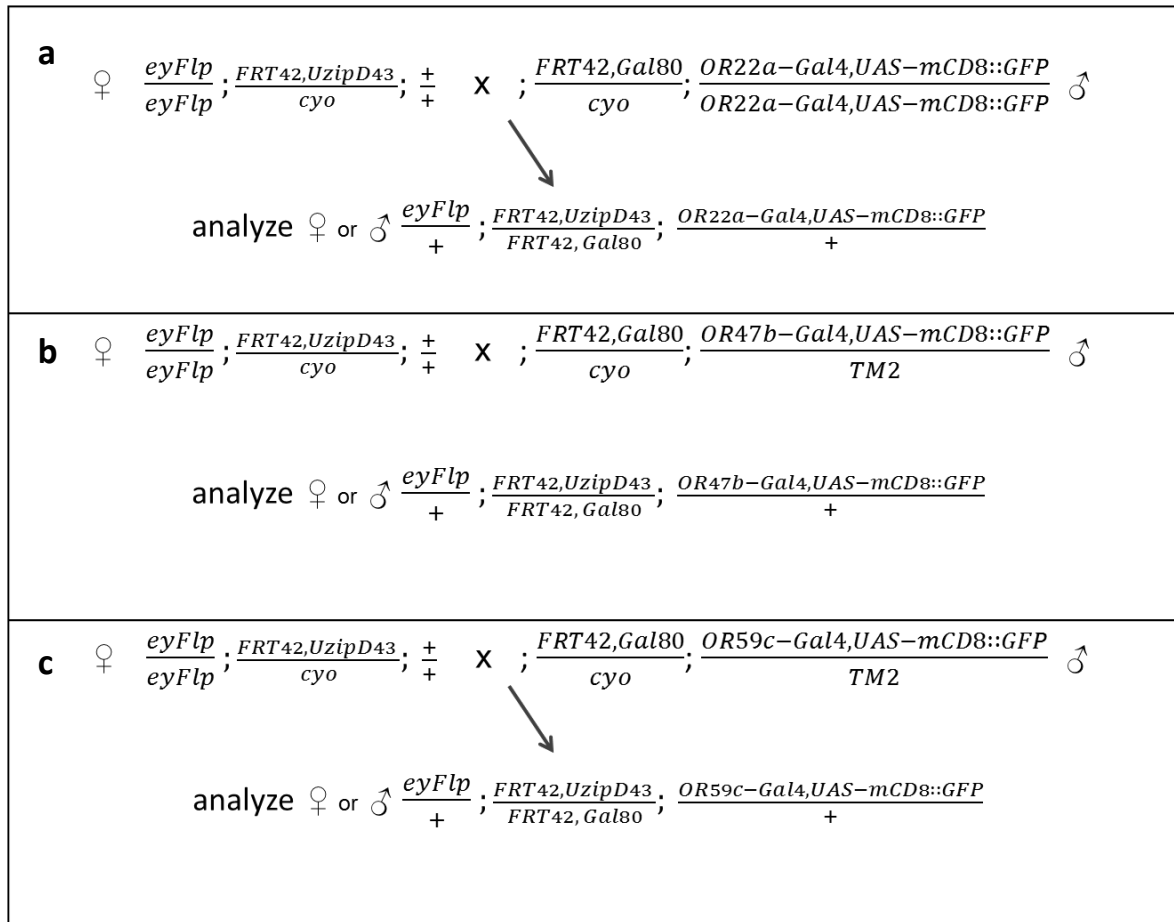 a ♀ eyFlp/eyFlp ; FRT42,UzipD43/cyo ; +/+ x ; FRT42,Gal80/cyo ; OR22a−Gal4,UAS−mCD8::GFP/OR22a−Gal4,UAS−mCD8::GFP ♂
analyze ♀ or ♂ eyFlp/+ ; FRT42,UzipD43/FRT42,Gal80 ; OR22a−Gal4,UAS−mCD8::GFP/+
b ♀ eyFlp/eyFlp ; FRT42,UzipD43/cyo ; +/+ x ; FRT42,Gal80/cyo ; OR47b−Gal4,UAS−mCD8::GFP/TM2 ♂
analyze ♀ or ♂ eyFlp/+ ; FRT42,UzipD43/FRT42,Gal80 ; OR47b−Gal4,UAS−mCD8::GFP/+
c ♀ eyFlp/eyFlp ; FRT42,UzipD43/cyo ; +/+ x ; FRT42,Gal80/cyo ; OR59c−Gal4,UAS−mCD8::GFP/TM2 ♂
analyze ♀ or ♂ eyFlp/+ ; FRT42,UzipD43/FRT42,Gal80 ; OR59c−Gal4,UAS−mCD8::GFP/+